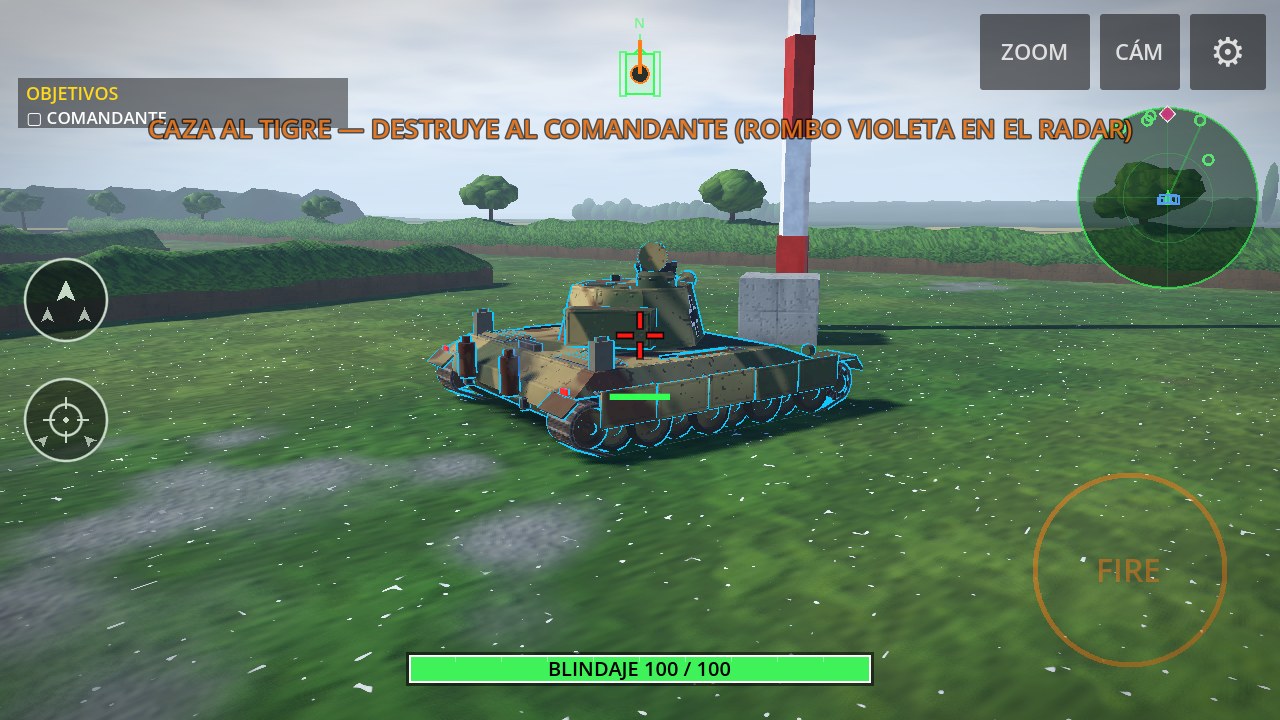 N
ZOOM
CÁM
OBJETIVOS
COMANDANTE
CAZA AL TIGRE — DESTRUYE AL COMANDANTE (ROMBO VIOLETA EN EL RADAR)
FIRE
BLINDAJE 100 / 100